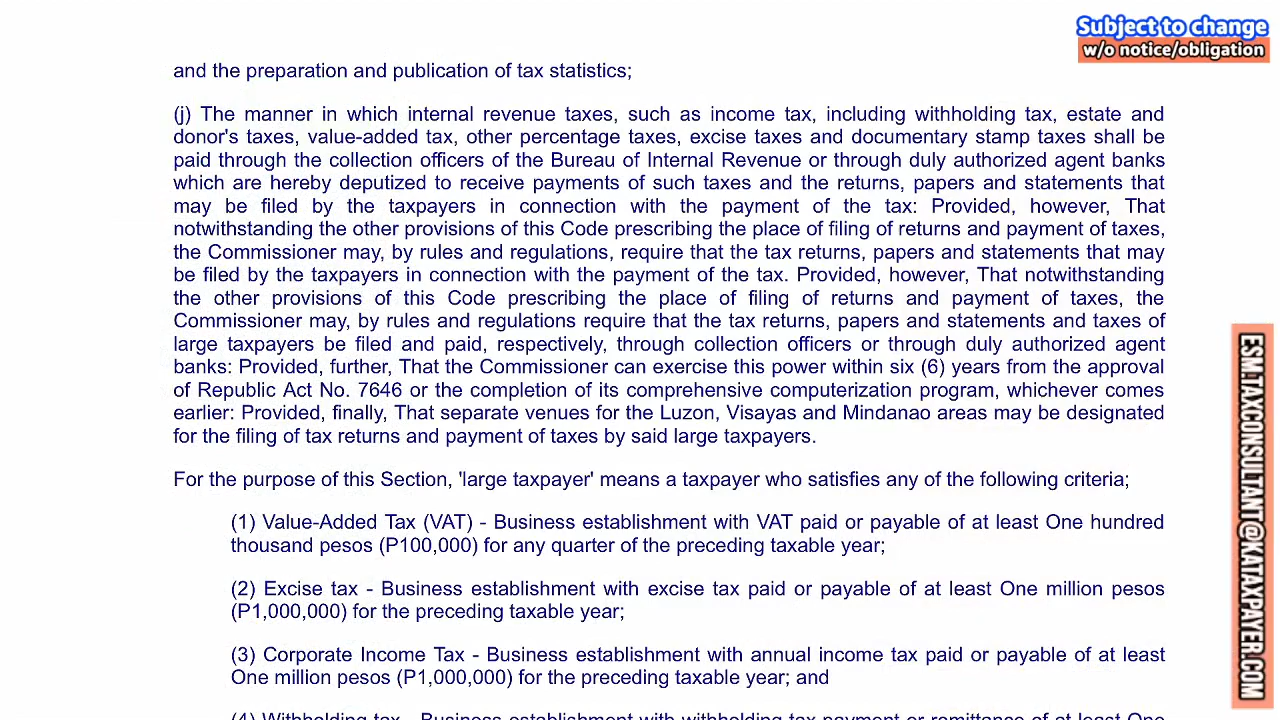 Subject to change
w/o notice/obligation
and the preparation and publication of tax statistics;
(j) The manner in which internal revenue taxes, such as income tax, including withholding tax, estate and
donor's taxes, value-added tax, other percentage taxes, excise taxes and documentary stamp taxes shall be
paid through the collection officers of the Bureau of Internal Revenue or through duly authorized agent banks
which are hereby deputized to receive payments of such taxes and the returns, papers and statements that
may be filed by the taxpayers in connection with the payment of the tax: Provided, however, That
notwithstanding the other provisions of this Code prescribing the place of filing of returns and payment of taxes,
the Commissioner may, by rules and regulations, require that the tax returns, papers and statements that may
be filed by the taxpayers in connection with the payment of the tax. Provided, however, That notwithstanding
the other provisions of this Code prescribing the place of filing of returns and payment of taxes, the
Commissioner may, by rules and regulations require that the tax returns, papers and statements and taxes of
large taxpayers be filed and paid, respectively, through collection officers or through duly authorized agent
banks: Provided, further, That the Commissioner can exercise this power within six (6) years from the approval
of Republic Act No. 7646 or the completion of its comprehensive computerization program, whichever comes
earlier: Provided, finally, That separate venues for the Luzon, Visayas and Mindanao areas may be designated
for the filing of tax returns and payment of taxes by said large taxpayers.
For the purpose of this Section, 'large taxpayer' means a taxpayer who satisfies any of the following criteria;
(1) Value-Added Tax (VAT) - Business establishment with VAT paid or payable of at least One hundred
thousand pesos (P100,000) for any quarter of the preceding taxable year;
(2) Excise tax - Business establishment with excise tax paid or payable of at least One million pesos
(P1,000,000) for the preceding taxable year;
(3) Corporate Income Tax - Business establishment with annual income tax paid or payable of at least
One million pesos (P1,000,000) for the preceding taxable year; and
(4) Withholding tax - Business establishment with withholding tax payment or remittance of at least One
ESM.TAXCONSULTANT@KATAXPAYER.COM